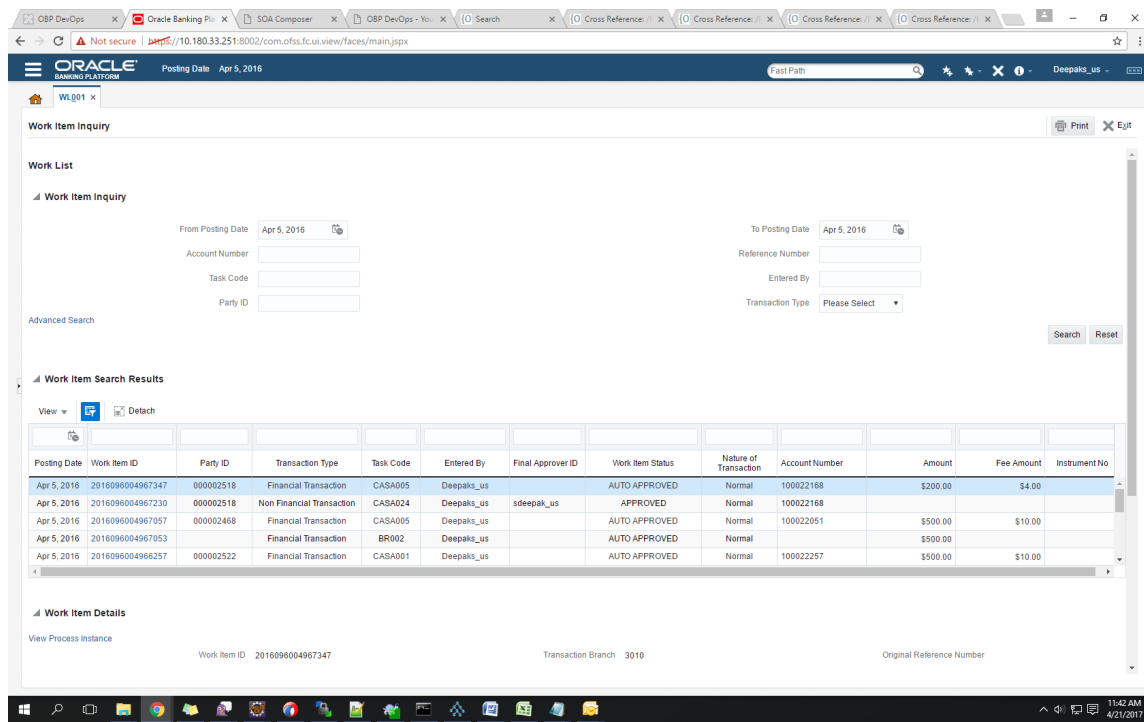 OBP DevOps
Oracle Banking Pla
SOA Composer
OBP DevOps - You
{O Search
{O Cross Reference: /
{O Cross Reference: /
{O Cross Reference: /
{O Cross Reference: /
Not secure | https://10.180.33.251:8002/com.ofss.fc.ui.view/faces/main.jspx
ORACLE
BANKING PLATFORM
Posting Date Apr 5, 2016
Fast Path
Deepaks_us
WL001 ×
Work Item Inquiry
Print
Exit
Work List
Work Item Inquiry
From Posting Date Apr 5, 2016 To Posting Date Apr 5, 2016
Account Number Reference Number
Task Code Entered By
Party ID Transaction Type Please Select
Advanced Search
Search Reset
Work Item Search Results
View Detach
Posting Date Work Item ID Party ID Transaction Type Task Code Entered By Final Approver ID Work Item Status Nature of Transaction Account Number Amount Fee Amount Instrument No
Apr 5, 2016 2016096004967347 000002518 Financial Transaction CASA005 Deepaks_us AUTO APPROVED Normal 100022168 $200.00 $4.00
Apr 5, 2016 2016096004967230 000002518 Non Financial Transaction CASA024 Deepaks_us sdeepak_us APPROVED Normal 100022168
Apr 5, 2016 2016096004967057 000002468 Financial Transaction CASA005 Deepaks_us AUTO APPROVED Normal 100022051 $500.00 $10.00
Apr 5, 2016 2016096004967053 Financial Transaction BR002 Deepaks_us AUTO APPROVED Normal $500.00
Apr 5, 2016 2016096004966257 000002522 Financial Transaction CASA001 Deepaks_us AUTO APPROVED Normal 100022257 $500.00 $10.00
Work Item Details
View Process Instance
Work Item ID 2016096004967347 Transaction Branch 3010 Original Reference Number
11:42 AM
4/21/2017